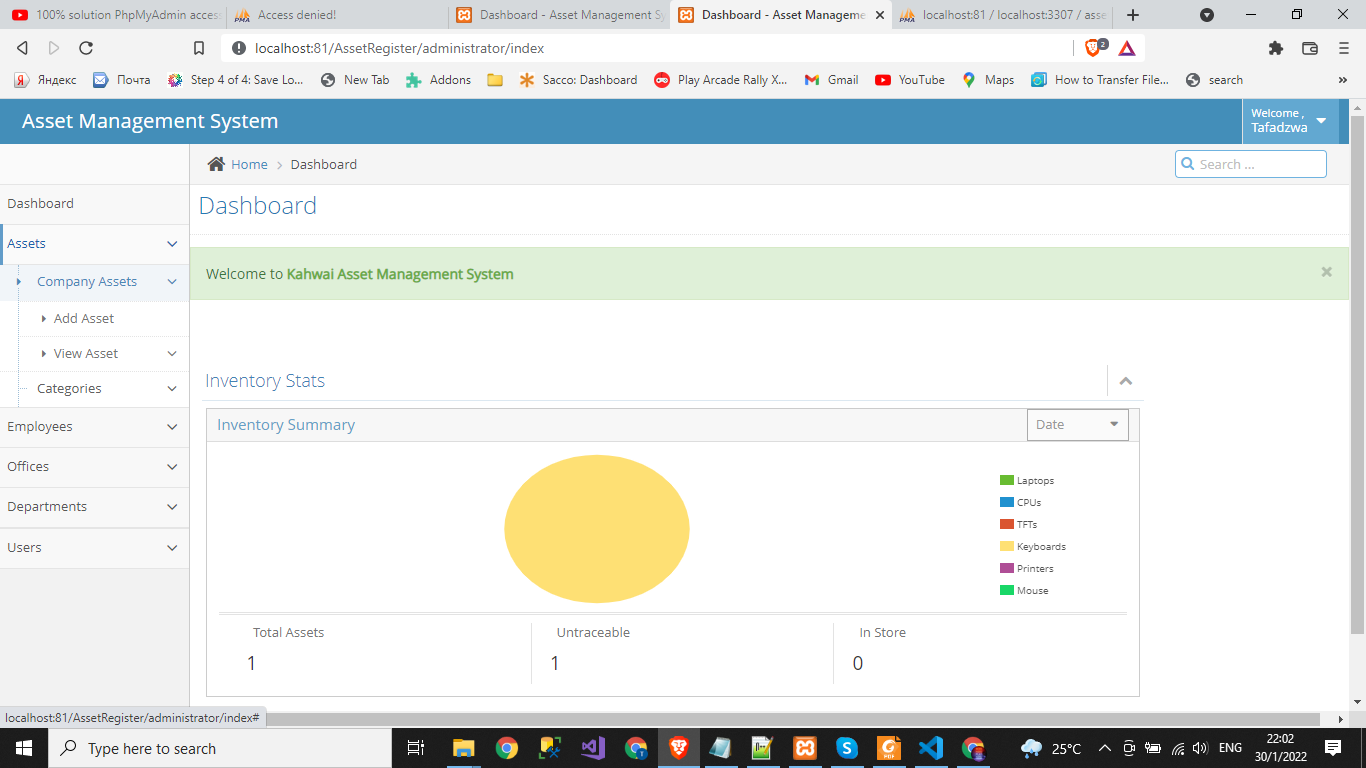 100% solution PhpMyAdmin acces
Access denied!
Dashboard - Asset Management S
Dashboard - Asset Manageme
localhost:81 / localhost:3307 / asse
localhost:81/AssetRegister/administrator/index
2
Яндекс
Почта
Step 4 of 4: Save Lo...
New Tab
Addons
Sacco: Dashboard
Play Arcade Rally X...
Gmail
YouTube
Maps
How to Transfer File...
search
Asset Management System
Welcome ,
Tafadzwa
Home
Dashboard
Search ...
Dashboard
Dashboard
Assets
Welcome to Kahwai Asset Management System
Company Assets
Add Asset
View Asset
Categories
Employees
Offices
Departments
Users
Inventory Stats
Inventory Summary
Date
Laptops
CPUs
TFTs
Keyboards
Printers
Mouse
Total Assets
Untraceable
In Store
1
1
0
localhost:81/AssetRegister/administrator/index#
Type here to search
25°C
ENG
22:02
30/1/2022